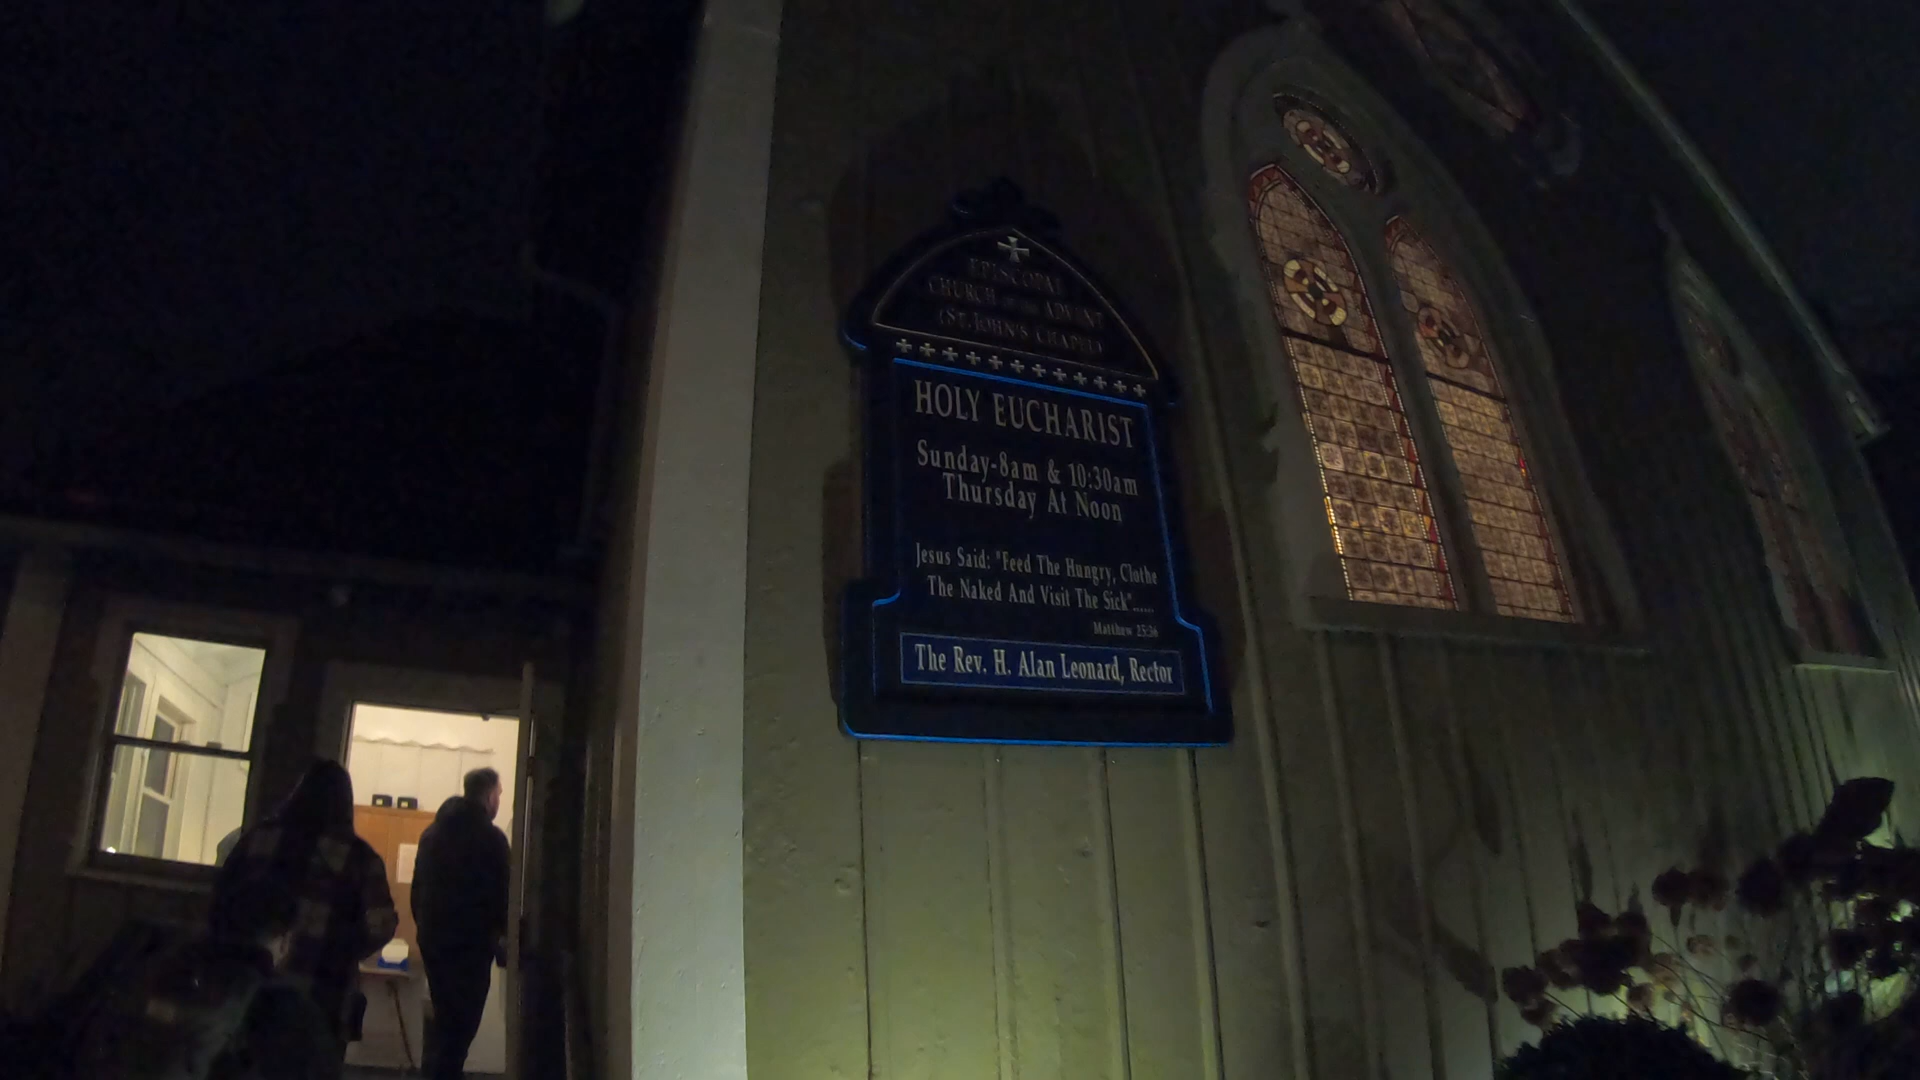 EPISCOPAL
CHURCH OF THE ADVENT
(ST. JOHN'S CHAPEL)
HOLY EUCHARIST
Sunday-8am & 10:30am
Thursday At Noon
Jesus Said: "Feed The Hungry, Clothe
The Naked And Visit The Sick"......
Matthew 25:36
The Rev. H. Alan Leonard, Rector